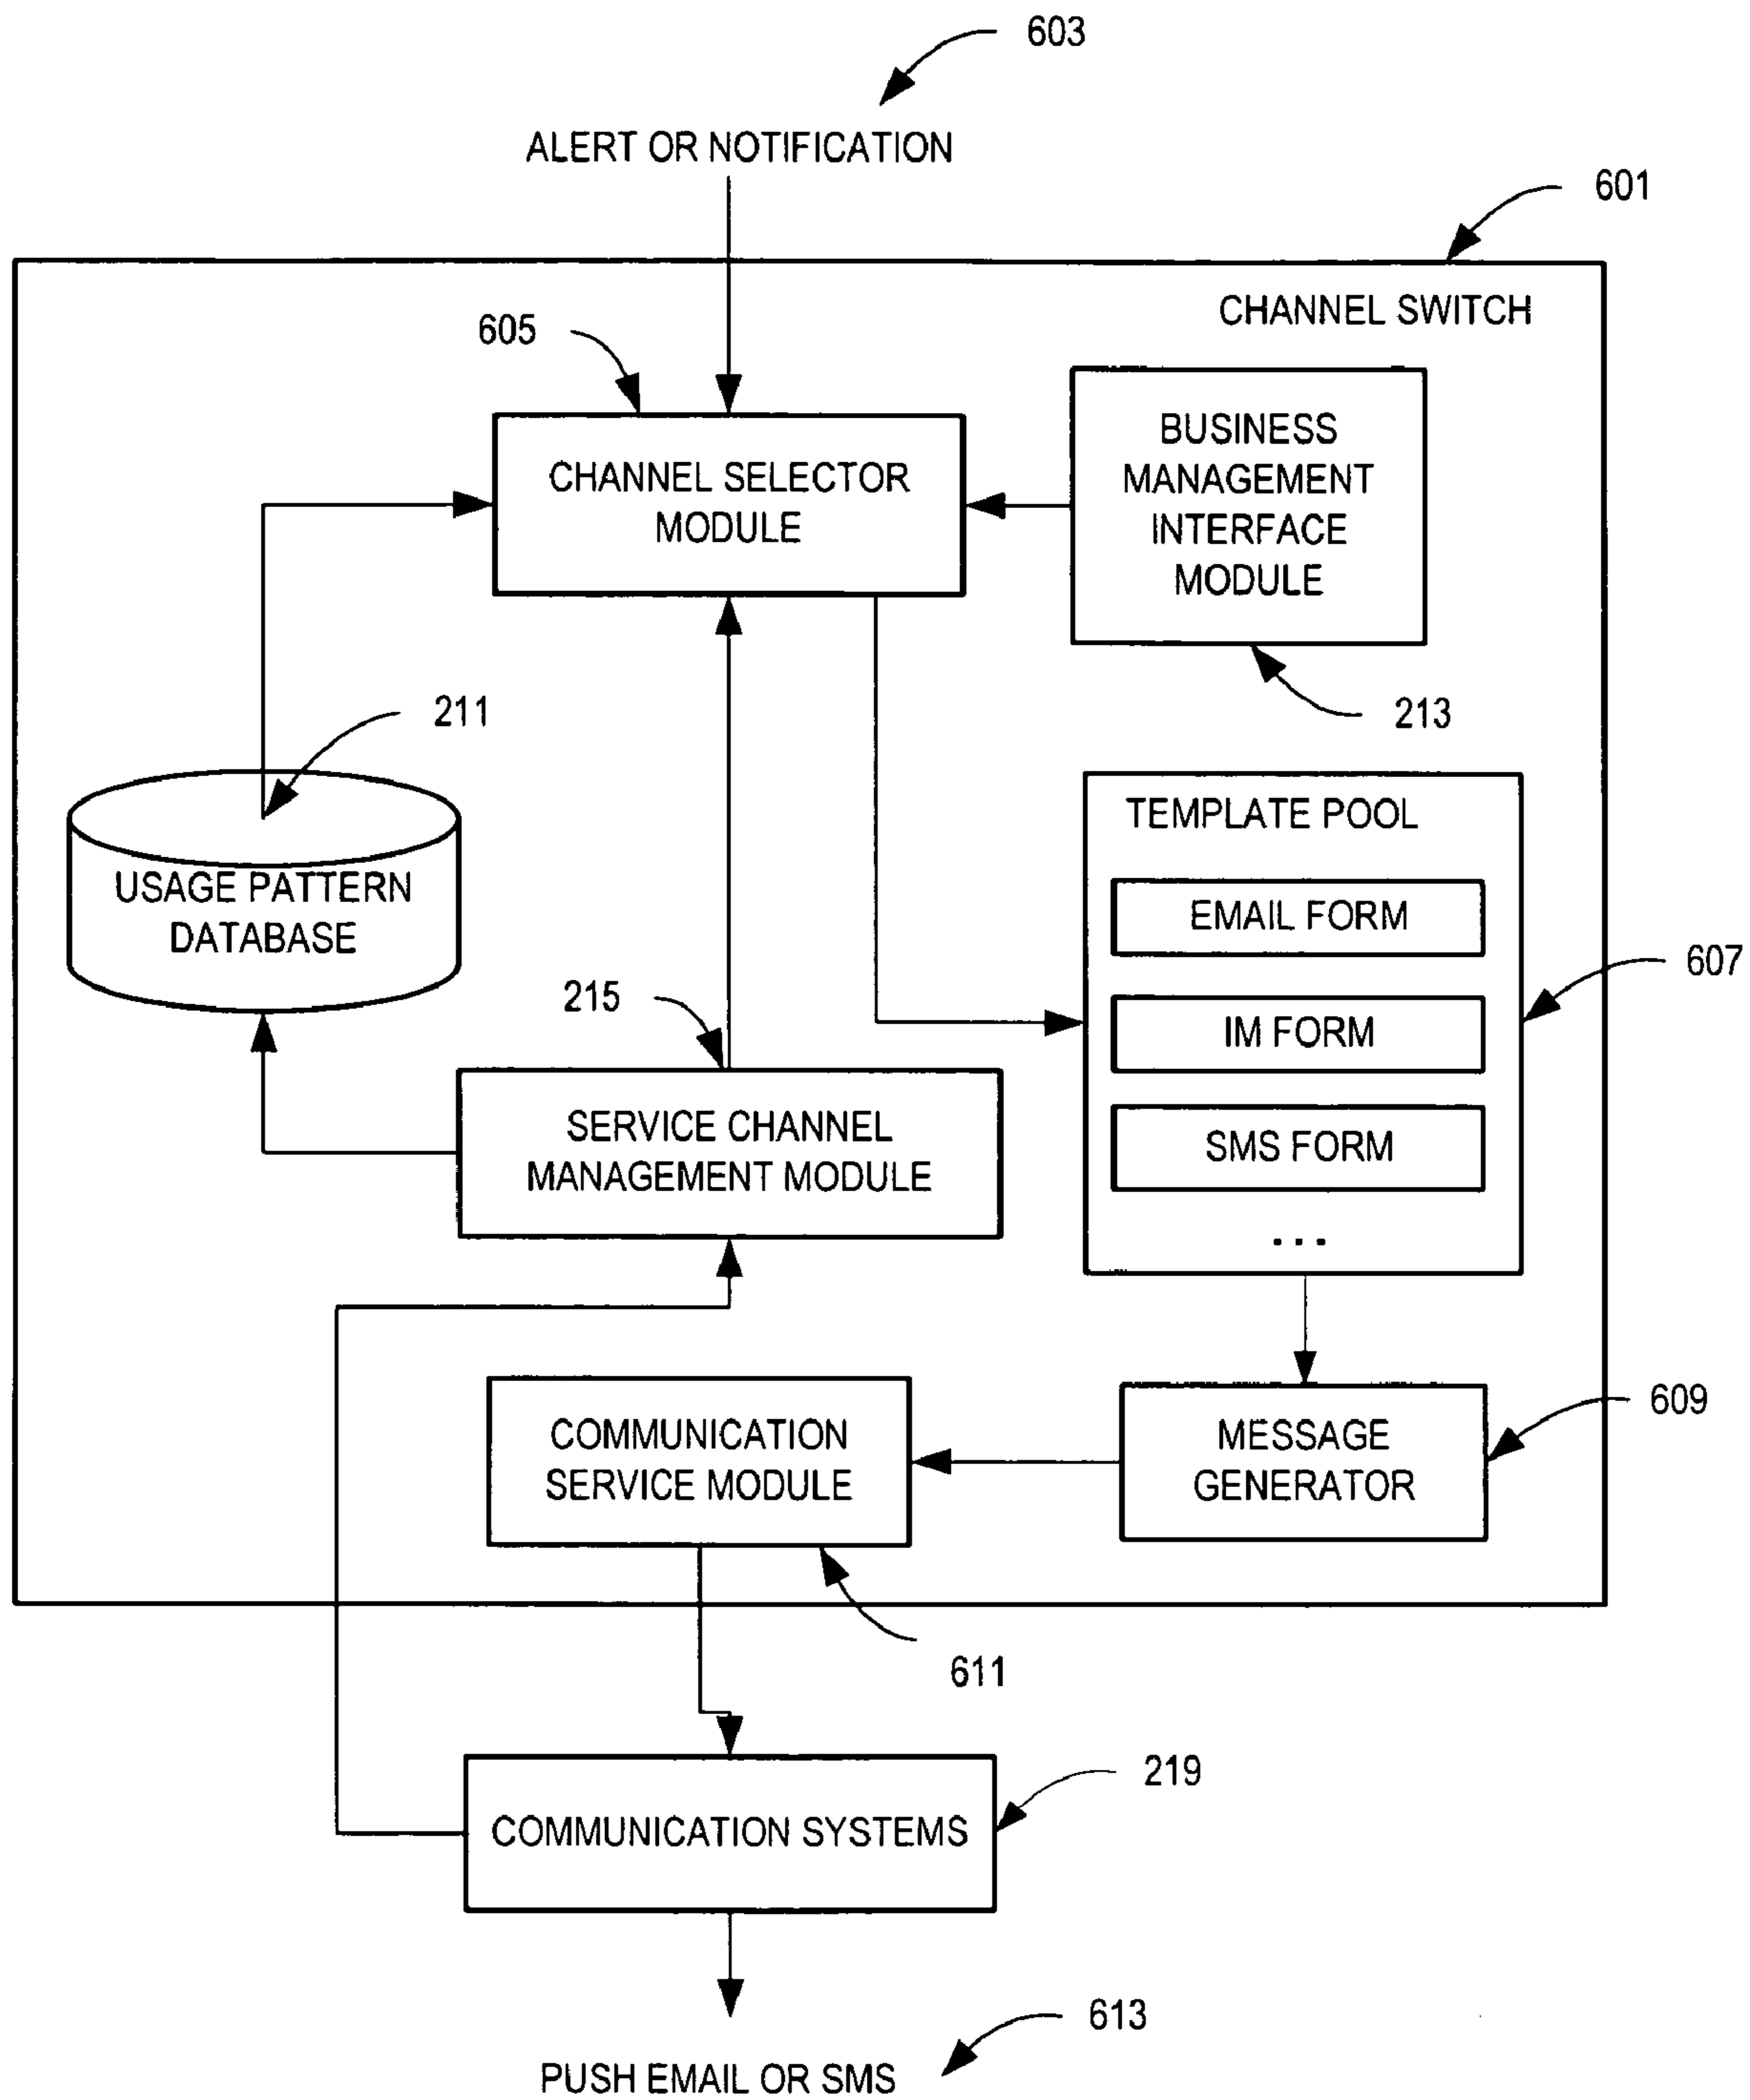 603
ALERT OR NOTIFICATION
601
CHANNEL SWITCH
605
CHANNEL SELECTOR
MODULE
BUSINESS
MANAGEMENT
INTERFACE
MODULE
213
211
USAGE PATTERN
DATABASE
TEMPLATE POOL
EMAIL FORM
IM FORM
SMS FORM
...
607
215
SERVICE CHANNEL
MANAGEMENT MODULE
COMMUNICATION
SERVICE MODULE
MESSAGE
GENERATOR
609
611
219
COMMUNICATION SYSTEMS
613
PUSH EMAIL OR SMS